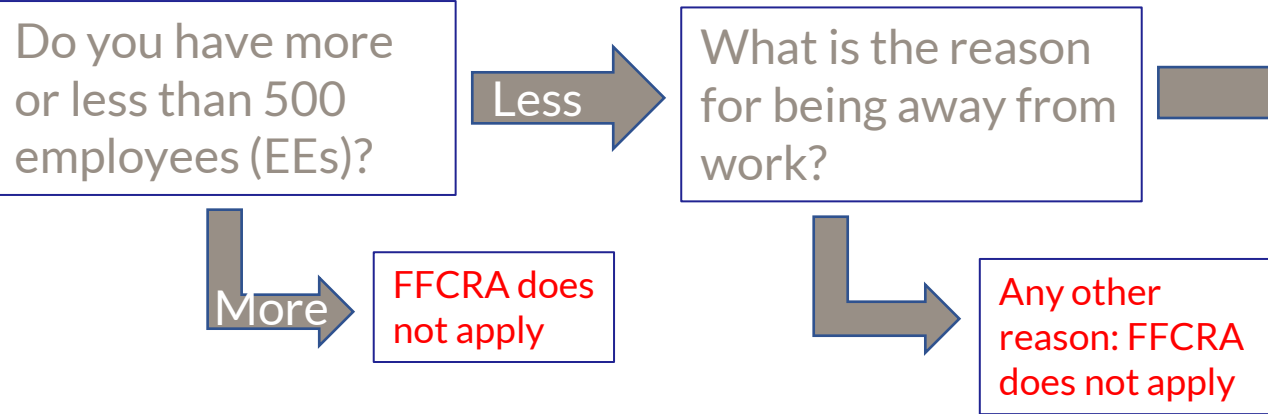 Do you have more
or less than 500
employees (EEs)?
Less
What is the reason
for being away from
work?
More
FFCRA does
not apply
Any other
reason: FFCRA
does not apply